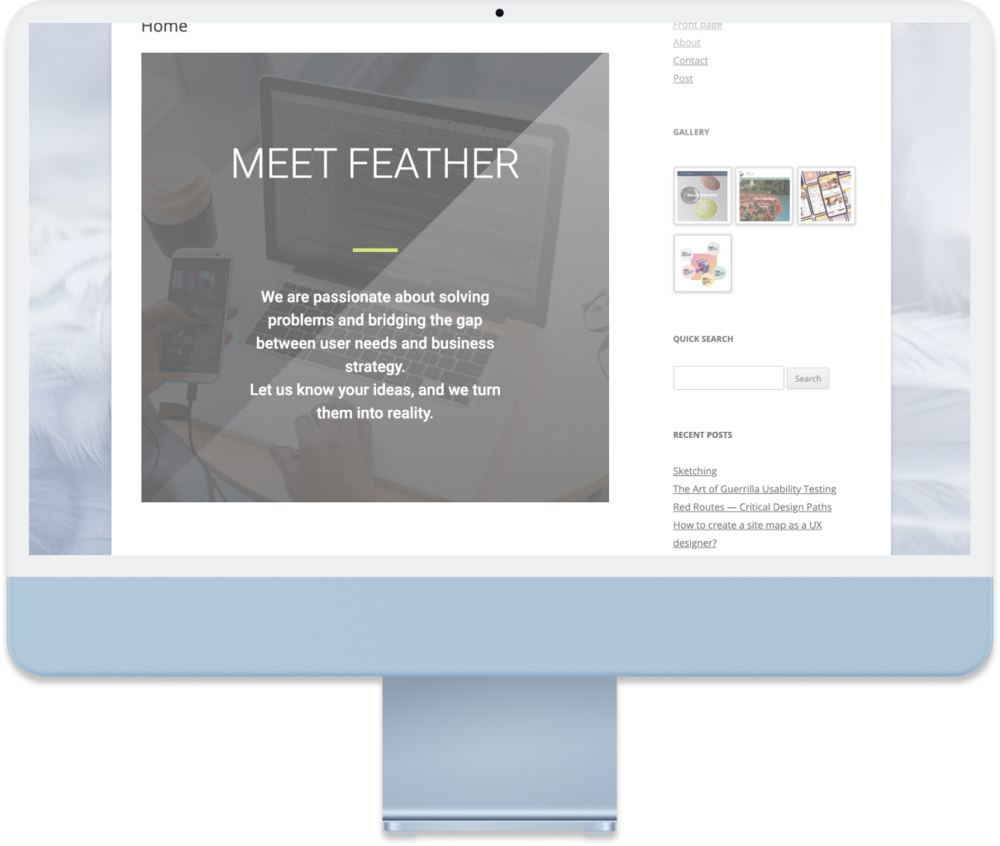 Home
MEET FEATHER
We are passionate about solving
problems and bridging the gap
between user needs and business
strategy.
Let us know your ideas, and we turn
them into reality.
Front page
About
Contact
Post
GALLERY
QUICK SEARCH
Search
RECENT POSTS
Sketching
The Art of Guerrilla Usability Testing
Red Routes — Critical Design Paths
How to create a site map as a UX
designer?